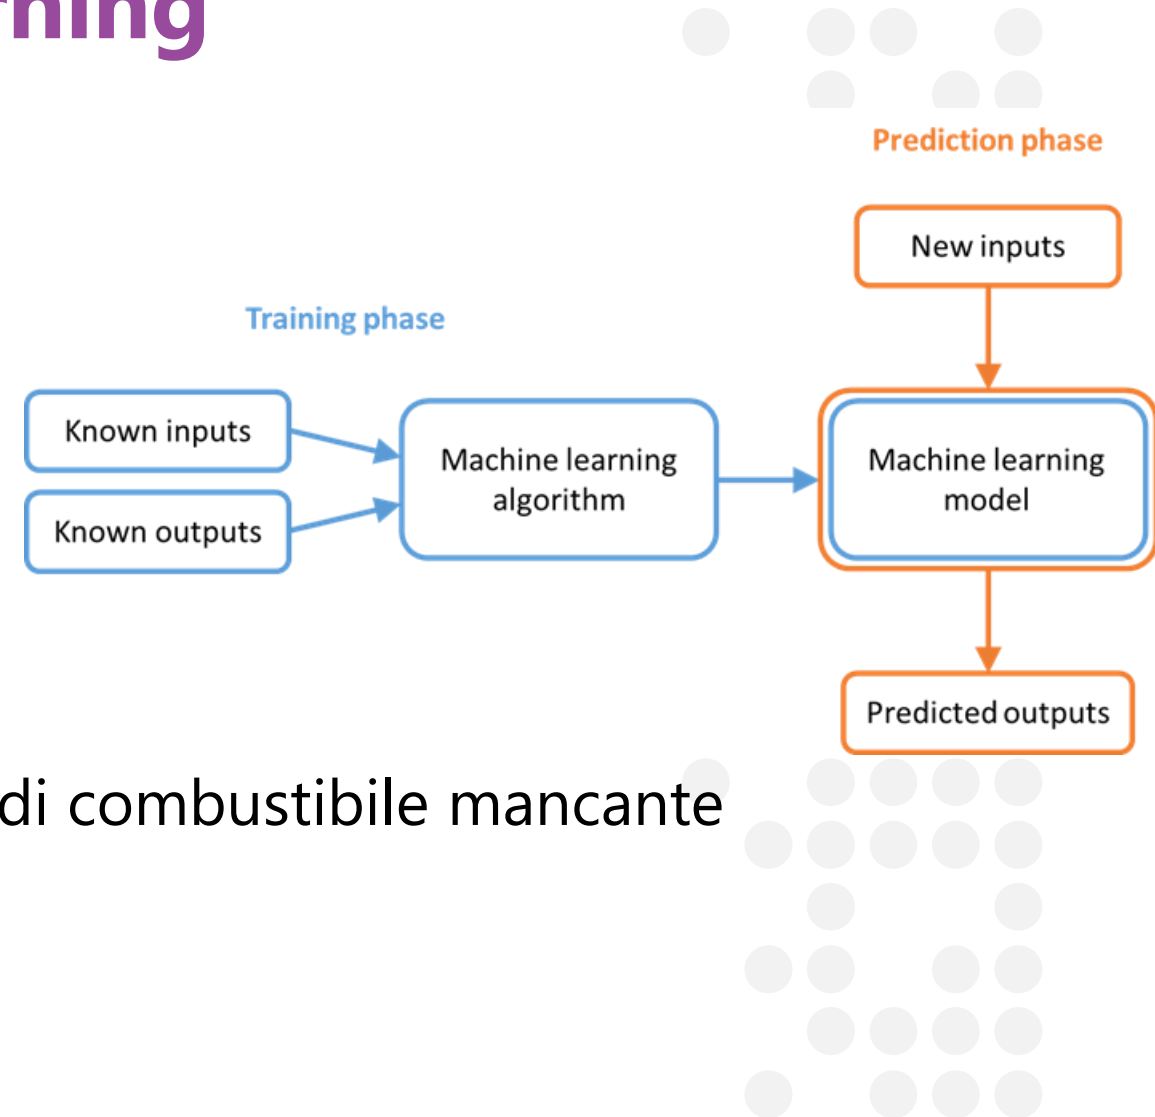 rning
Prediction phase
New inputs
Training phase
Known inputs
Known outputs
Machine learning
algorithm
Machine learning
model
Predicted outputs
di combustibile mancante